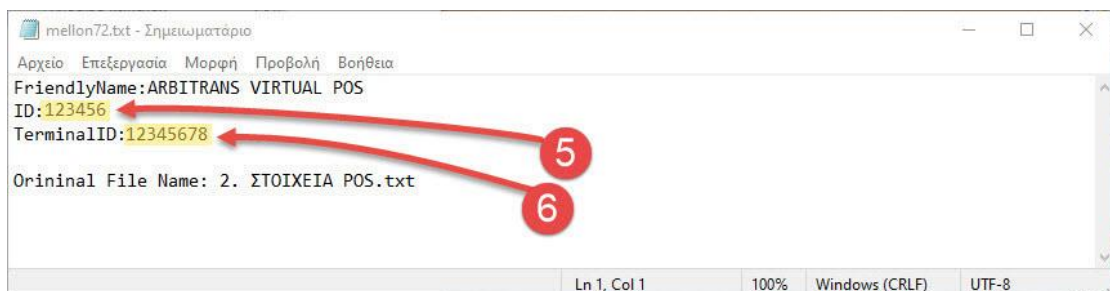 mellon72.txt - Σημειωματάριο
Αρχείο Επεξεργασία Μορφή Προβολή Βοήθεια
FriendlyName:ARBITRANS VIRTUAL POS
ID:123456
5
TerminalID:12345678
6
Orininal File Name: 2. ΣΤΟΙΧΕΙΑ POS.txt
Ln 1, Col 1 100% Windows (CRLF) UTF-8